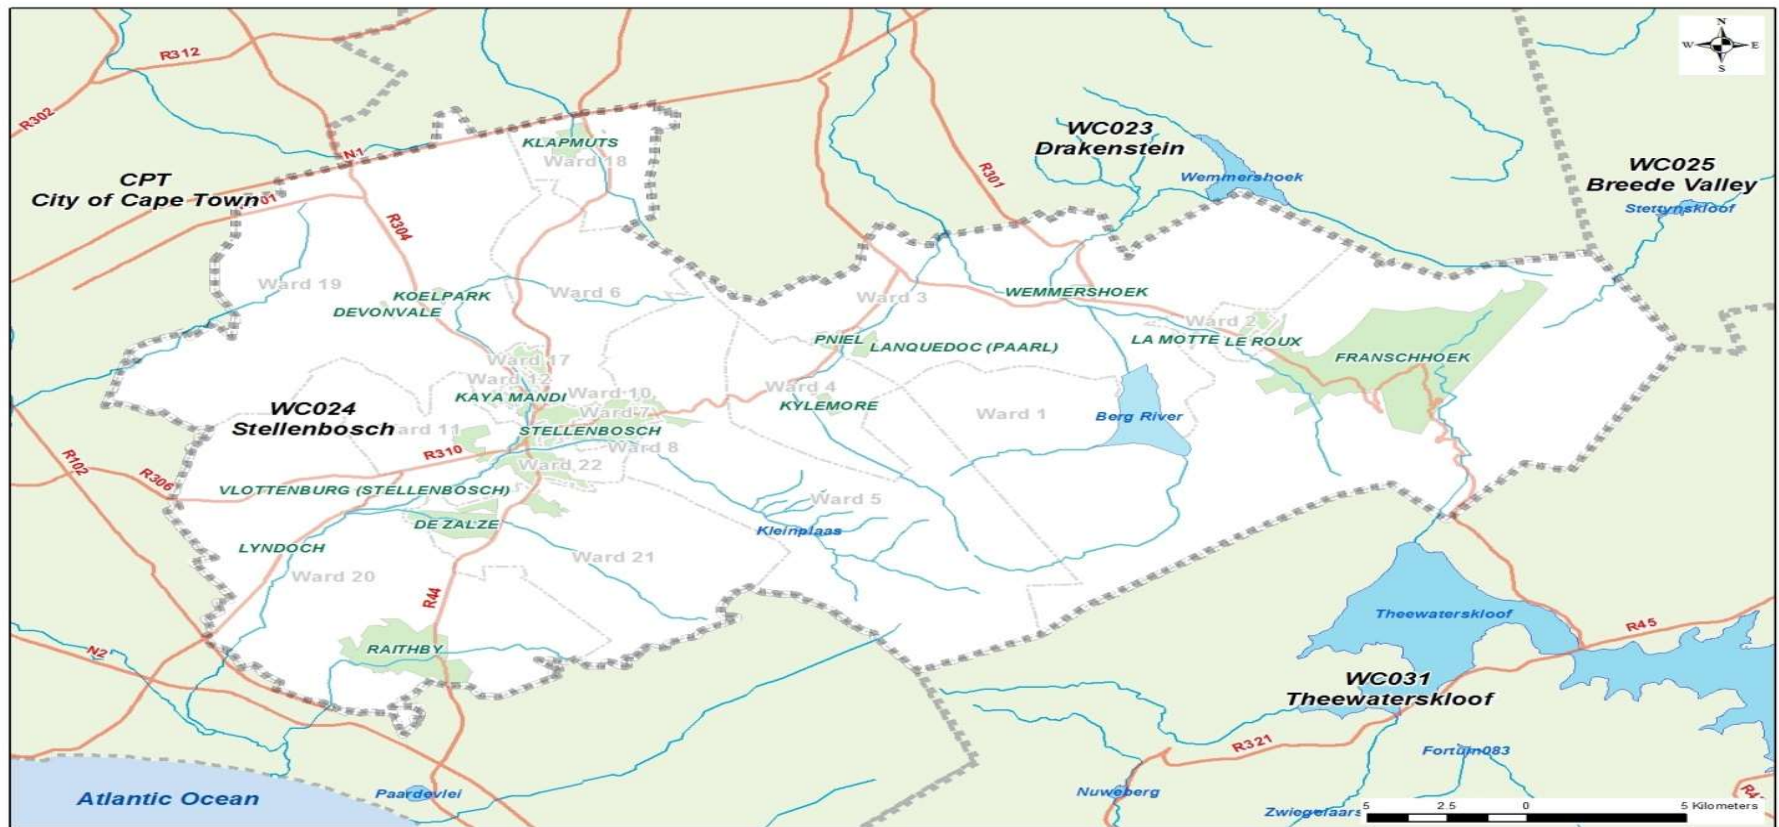 N
W E
S
R312
R302
N1
KLAPMUTS
Ward 18
WC023
Drakenstein
CPT
City of Cape Town
R301
Wemmershoek
WC025
Breede Valley
Stettynskloof
R304
Ward 19
KOELPARK
DEVONVALE
Ward 6
Ward 3
WEMMERSHOEK
Ward 2
PNIEL
LANQUEDOC (PAARL)
LA MOTTE
LE ROUX
FRANSCHHOEK
Ward 17
Ward 12
KAYA MANDI
Ward 10
Ward 7
Ward 4
KYLEMORE
Ward 1
Berg River
WC024
Stellenbosch
Ward 11
STELLENBOSCH
Ward 8
R310
Ward 22
R102
R306
VLOTTENBURG (STELLENBOSCH)
Ward 5
DE ZALZE
Kleinplaas
LYNDOCH
Ward 20
Ward 21
R44
RAITHBY
N2
Theewaterskloof
R45
WC031
Theewaterskloof
R321
Fortuin083
Atlantic Ocean
Paardevlei
Nuweberg
5 2.5 0 5 Kilometers